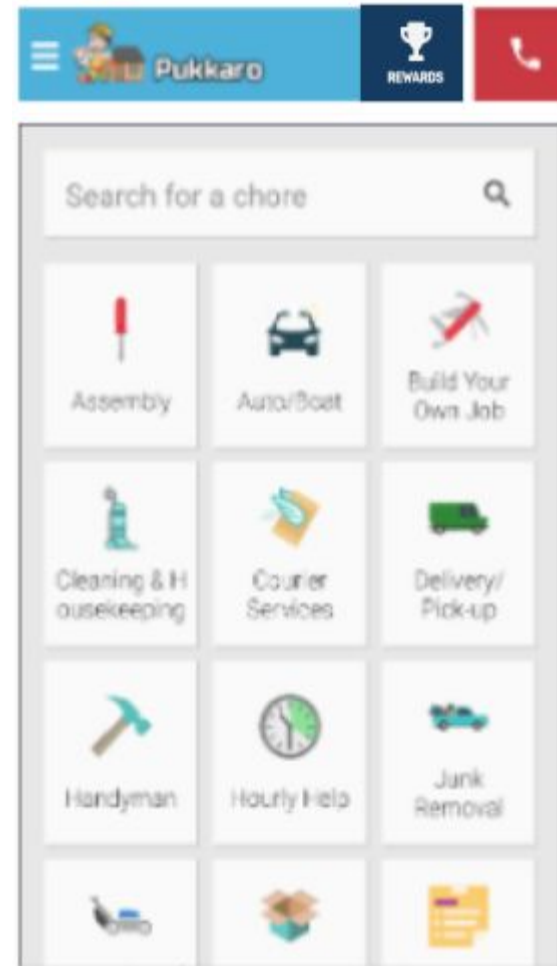 Pukkaro
REWARDS
Search for a chore
Assembly
Auto/Boat
Build Your
Own Job
Cleaning & H
ousekeeping
Courier
Services
Delivery/
Pick-up
Handyman
Hourly Help
Junk
Removal